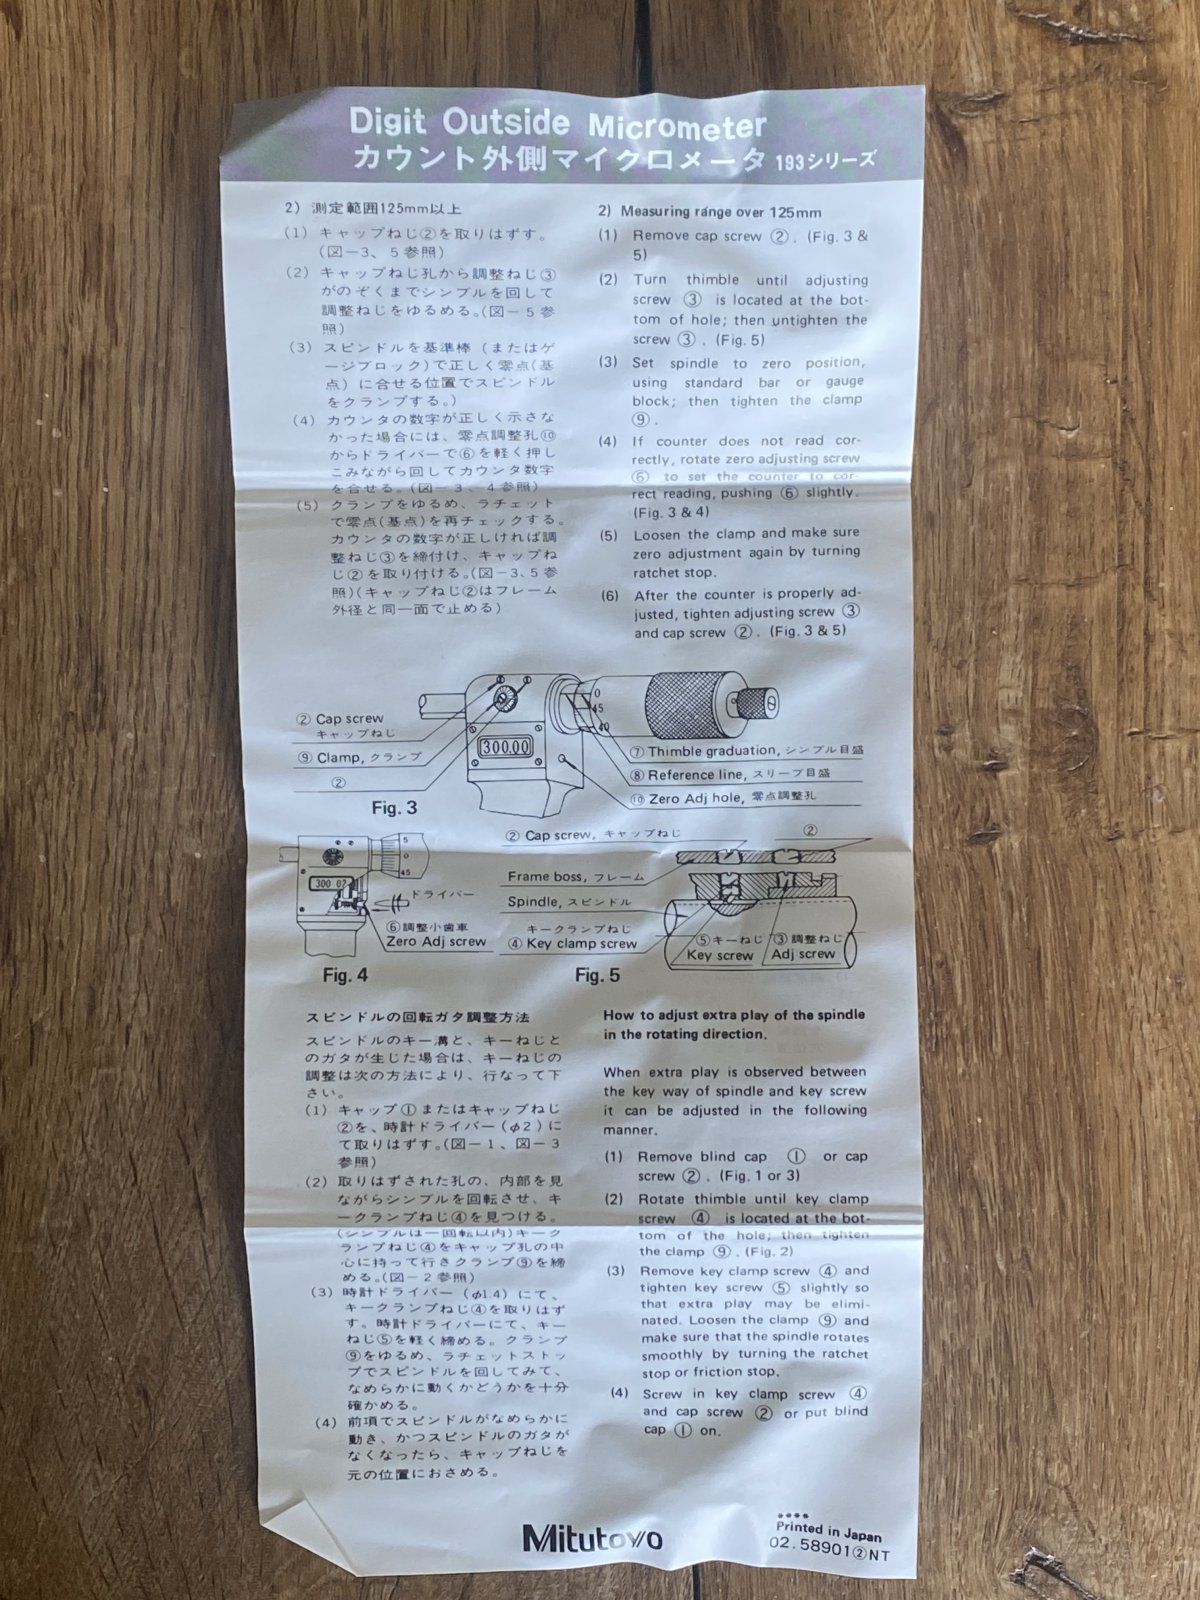 Digit Outside Micrometer
カウント外側マイクロメータ 193シリーズ
2) 測定範囲125mm以上
(1) キャップねじ②を取りはずす。
(図－3、5参照)
(2) キャップねじ孔から調整ねじ③
がのぞくまでシンブルを回して
調整ねじをゆるめる。(図－5参
照)
(3) スピンドルを基準棒 (またはゲ
ージブロック)で正しく零点(基
点) に合せる位置でスピンドル
をクランプする。)
(4) カウンタの数字が正しく示さな
かった場合には、零点調整孔⑩
からドライバーで⑥を軽く押し
こみながら回してカウンタ数字
を合せる。(図－3、4参照)
(5) クランプをゆるめ、ラチェット
で零点(基点)を再チェックする。
カウンタの数字が正しければ調
整ねじ③を締付け、キャップね
じ②を取り付ける。(図－3、5参
照)(キャップねじ②はフレーム
外径と同一面で止める)
2) Measuring range over 125mm
(1) Remove cap screw ②. (Fig. 3 &
5)
(2) Turn thimble until adjusting
screw ③ is located at the bot-
tom of hole; then untighten the
screw ③. (Fig. 5)
(3) Set spindle to zero position,
using standard bar or gauge
block; then tighten the clamp
⑨.
(4) If counter does not read cor-
rectly, rotate zero adjusting screw
⑥ to set the counter to cor-
rect reading, pushing ⑥ slightly.
(Fig. 3 & 4)
(5) Loosen the clamp and make sure
zero adjustment again by turning
ratchet stop.
(6) After the counter is properly ad-
justed, tighten adjusting screw ③
and cap screw ②. (Fig. 3 & 5)
0
45
40
300.00
② Cap screw
キャップねじ
⑨ Clamp, クランプ
②
⑦ Thimble graduation, シンブル目盛
⑧ Reference line, スリーブ目盛
⑩ Zero Adj hole, 零点調整孔
Fig. 3
5
0
45
300 02
ドライバー
⑥ 調整小歯車
Zero Adj screw
Fig. 4
② Cap screw, キャップねじ
②
Frame boss, フレーム
Spindle, スピンドル
キークランプねじ
④ Key clamp screw
⑤キーねじ
Key screw
③調整ねじ
Adj screw
Fig. 5
スピンドルの回転ガタ調整方法
スピンドルのキー溝と、キーねじと
のガタが生じた場合は、キーねじの
調整は次の方法により、行なって下
さい。
(1) キャップ①またはキャップねじ
②を、時計ドライバー (φ2) に
て取りはずす。(図－1、図－3
参照)
(2) 取りはずされた孔の、内部を見
ながらシンブルを回転させ、キ
ークランプねじ④を見つける。
(シンブルは一回転以内)キーク
ランプねじ④をキャップ孔の中
心に持って行きクランプ⑨を締
める。(図－2参照)
(3) 時計ドライバー (φ1.4) にて、
キークランプねじ④を取りはず
す。時計ドライバーにて、キー
ねじ⑤を軽く締める。クランプ
⑨をゆるめ、ラチェットストッ
プでスピンドルを回してみて、
なめらかに動くかどうかを十分
確かめる。
(4) 前項でスピンドルがなめらかに
動き、かつスピンドルのガタが
なくなったら、キャップねじを
元の位置におさめる。
How to adjust extra play of the spindle
in the rotating direction.
When extra play is observed between
the key way of spindle and key screw
it can be adjusted in the following
manner.
(1) Remove blind cap ① or cap
screw ②. (Fig. 1 or 3)
(2) Rotate thimble until key clamp
screw ④ is located at the bot-
tom of the hole; then tighten
the clamp ⑨. (Fig. 2)
(3) Remove key clamp screw ④ and
tighten key screw ⑤ slightly so
that extra play may be elimi-
nated. Loosen the clamp ⑨ and
make sure that the spindle rotates
smoothly by turning the ratchet
stop or friction stop.
(4) Screw in key clamp screw ④
and cap screw ② or put blind
cap ① on.
Mitutoyo
****
Printed in Japan
02.58901②NT